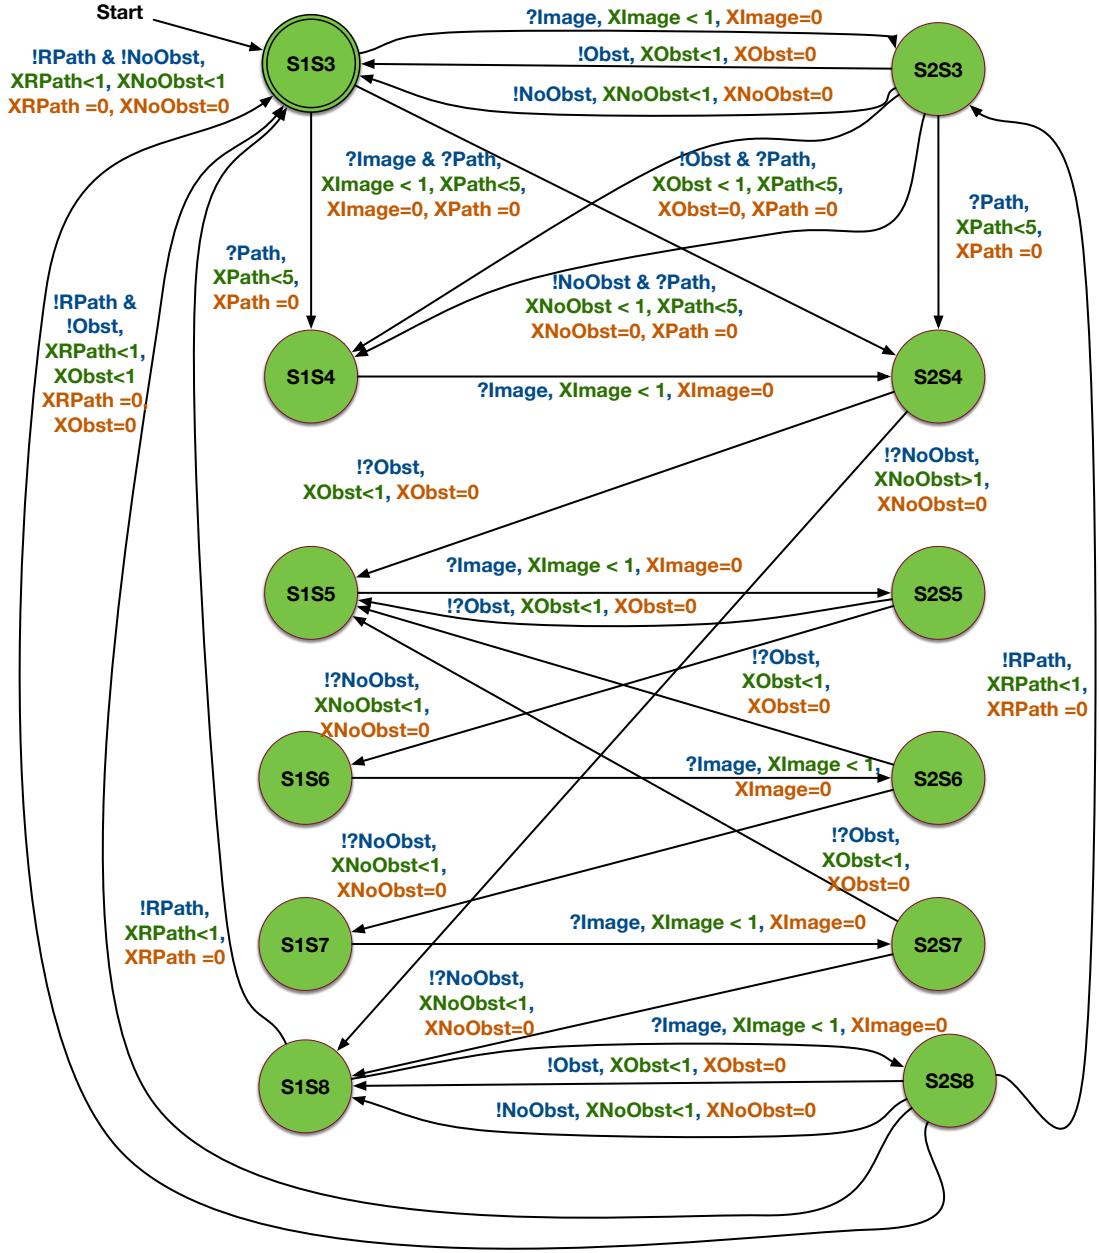 Start
?Image, XImage < 1, XImage=0
!RPath & !NoObst,
XRPath<1, XNoObst<1
XRPath =0, XNoObst=0
S1S3
!Obst, XObst<1, XObst=0
S2S3
!NoObst, XNoObst<1, XNoObst=0
?Image & ?Path,
XImage < 1, XPath<5,
XImage=0, XPath =0
!Obst & ?Path,
XObst < 1, XPath<5,
XObst=0, XPath =0
?Path,
XPath<5,
XPath =0
?Path,
XPath<5,
XPath =0
!NoObst & ?Path,
XNoObst < 1, XPath<5,
XNoObst=0, XPath =0
!RPath &
!Obst,
XRPath<1,
XObst<1
XRPath =0,
XObst=0
S1S4
S2S4
?Image, XImage < 1, XImage=0
!?Obst,
XObst<1, XObst=0
!?NoObst,
XNoObst>1,
XNoObst=0
?Image, XImage < 1, XImage=0
S1S5
S2S5
!?Obst, XObst<1, XObst=0
!?NoObst,
XNoObst<1,
XNoObst=0
!?Obst,
XObst<1,
XObst=0
!RPath,
XRPath<1,
XRPath =0
S1S6
?Image, XImage < 1,
XImage=0
S2S6
!?NoObst,
XNoObst<1,
XNoObst=0
!?Obst,
XObst<1,
XObst=0
!RPath,
XRPath<1,
XRPath =0
S1S7
?Image, XImage < 1, XImage=0
S2S7
!?NoObst,
XNoObst<1,
XNoObst=0
?Image, XImage < 1, XImage=0
S1S8
!Obst, XObst<1, XObst=0
S2S8
!NoObst, XNoObst<1, XNoObst=0